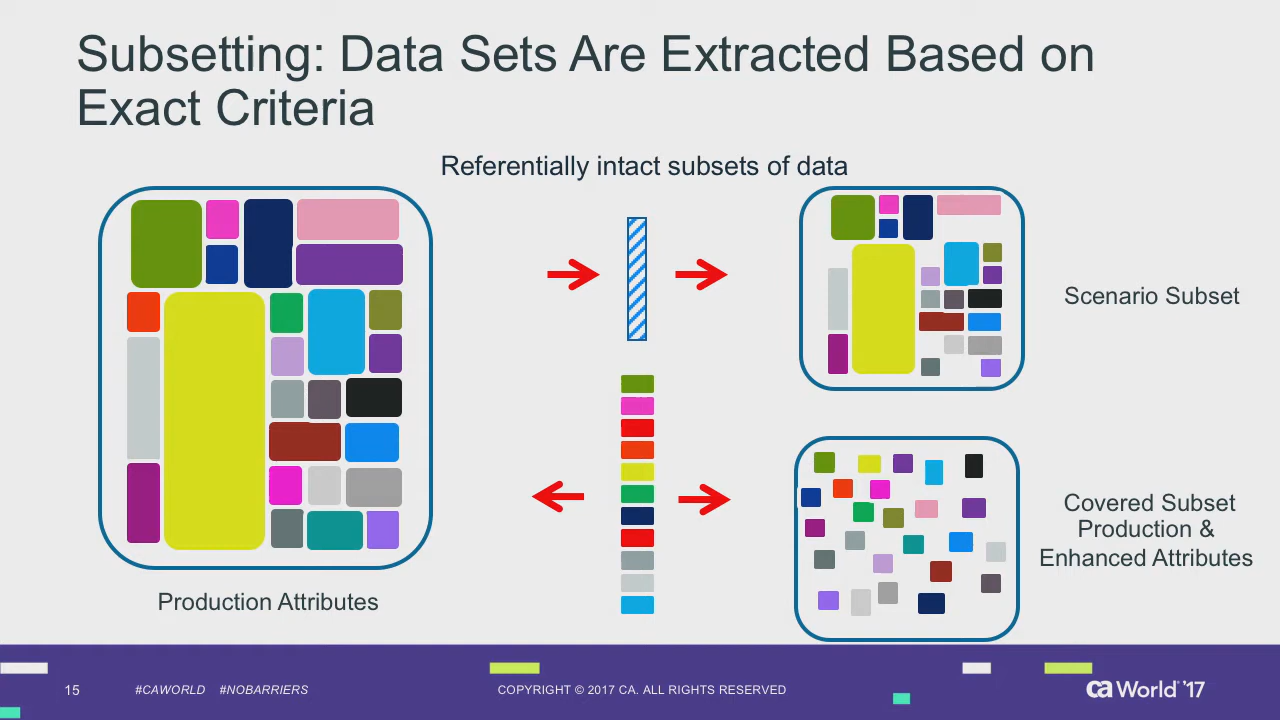 Subsetting: Data Sets Are Extracted Based on
Exact Criteria
Referentially intact subsets of data
Scenario Subset
Covered Subset
Production &
Enhanced Attributes
Production Attributes
15
#CAWORLD #NOBARRIERS
COPYRIGHT © 2017 CA. ALL RIGHTS RESERVED
ca World '17